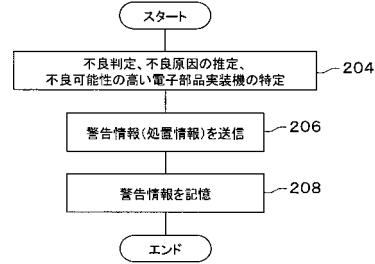 スタート
不良判定、不良原因の推定、
不良可能性の高い電子部品実装機の特定
204
警告情報(処置情報)を送信
206
警告情報を記憶
208
エンド